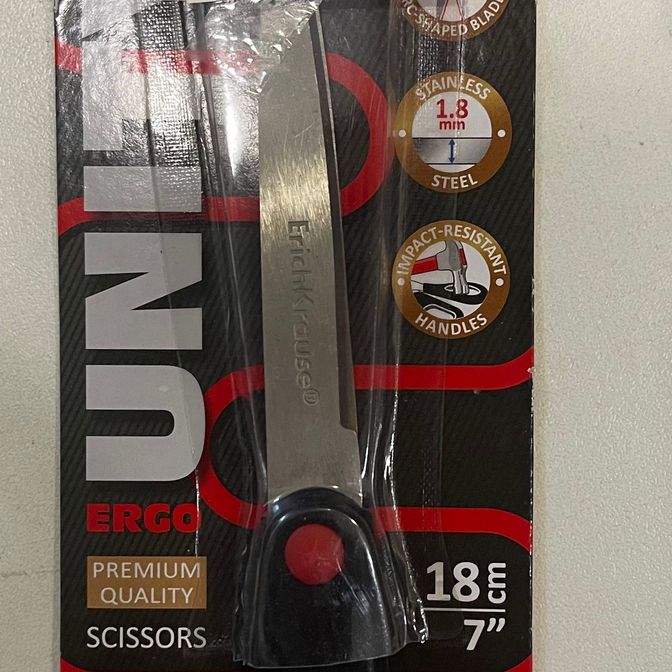 RC-SHAPED BLADE
STAINLESS
1.8
mm
STEEL
IMPACT-RESISTANT
HANDLES
ErichKrause®
UNI
ERGO
PREMIUM
QUALITY
SCISSORS
18 cm
7”